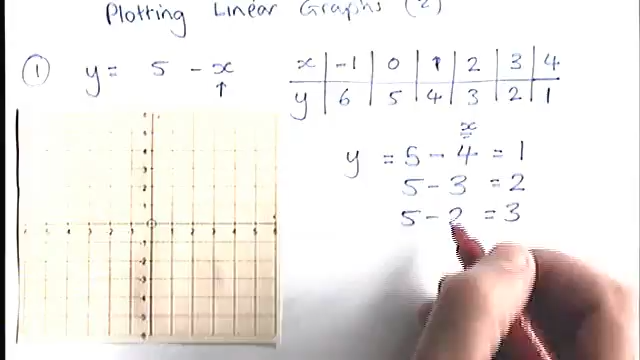 Plotting Linear Graphs (2)
① y = 5 - x
↑
x | -1 | 0 | 1 | 2 | 3 | 4
y | 6 | 5 | 4 | 3 | 2 | 1
x
y = 5 - 4 = 1
5 - 3 = 2
5 - 2 = 3